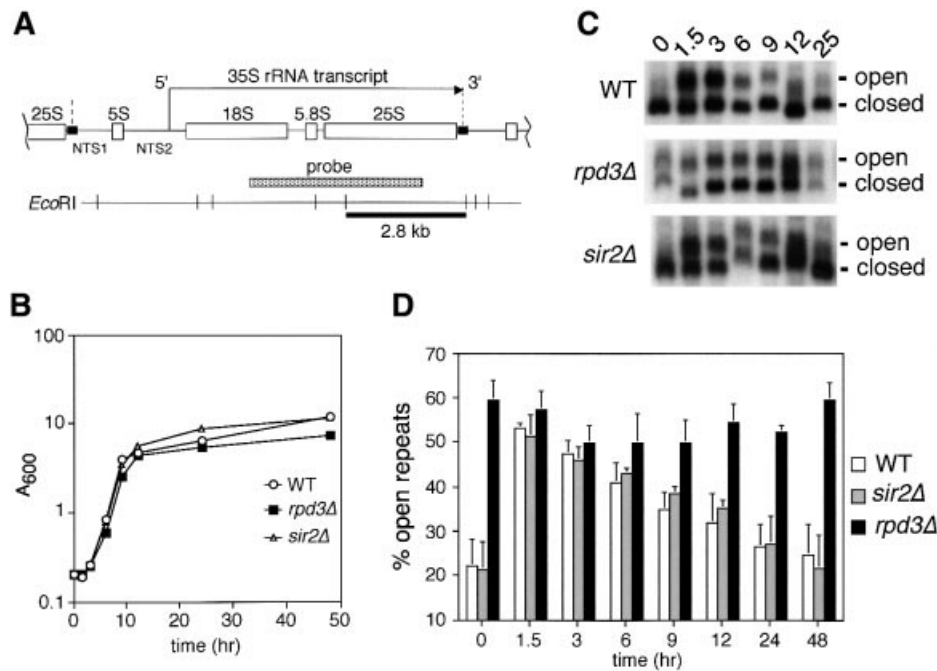 A
5' 35S rRNA transcript 3'
25S 5S 18S 5.8S 25S
NTS1 NTS2
probe
EcoRI
2.8 kb
B
100
10
1
0.1
A600
0 10 20 30 40 50
time (hr)
WT
rpd3Δ
sir2Δ
C
0 1.5 3 6 9 12 25
WT
- open
- closed
rpd3Δ
- open
- closed
sir2Δ
- open
- closed
D
70
60
50
40
30
20
10
% open repeats
0 1.5 3 6 9 12 24 48
time (hr)
WT
sir2Δ
rpd3Δ